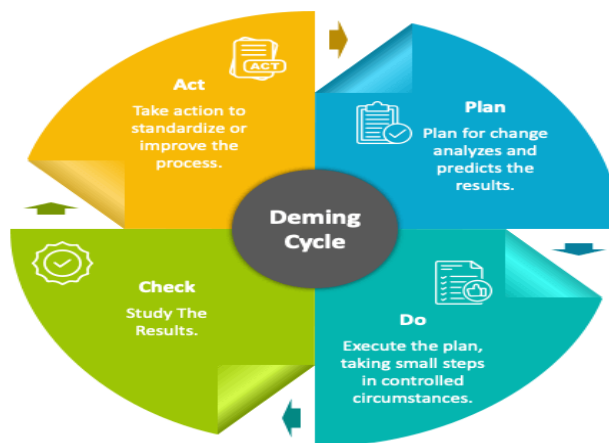 Act
ACT
Take action to
standardize or
improve the
process.
Plan
Plan for change
analyzes and
predicts the
results.
Deming
Cycle
Check
Study The
Results.
Do
Execute the plan,
taking small steps
in controlled
circumstances.